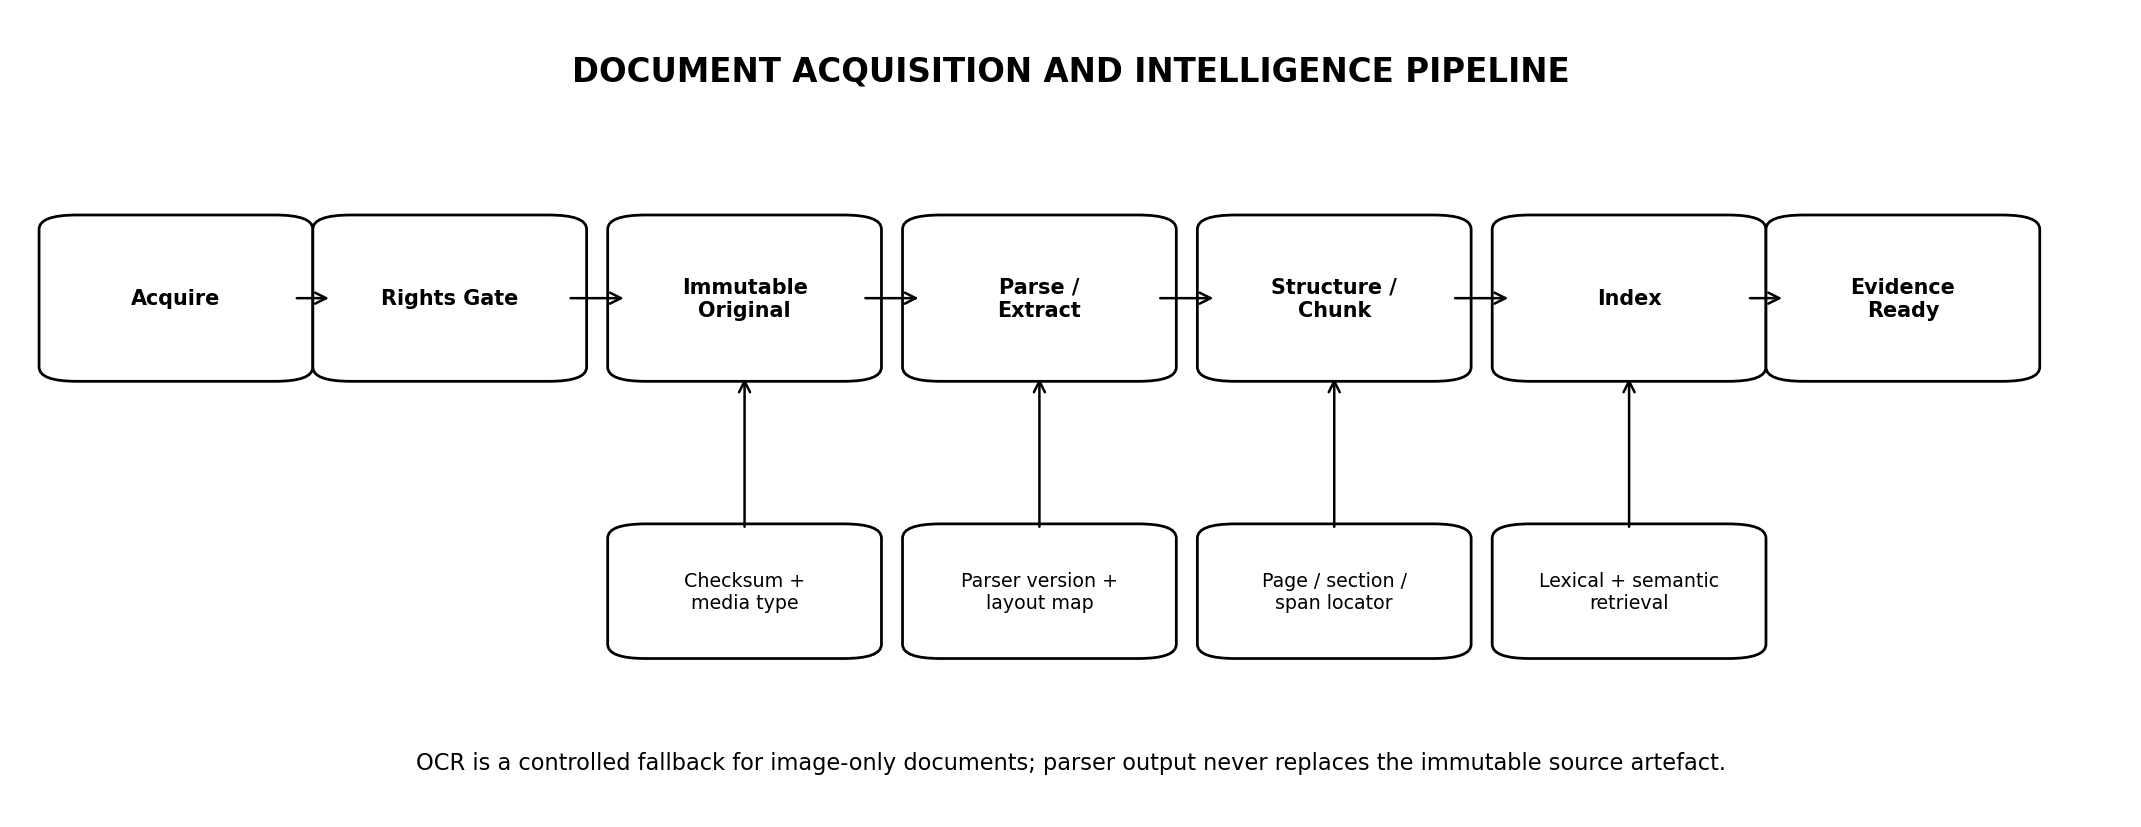 DOCUMENT ACQUISITION AND INTELLIGENCE PIPELINE
Acquire
Rights Gate
Immutable
Original
Parse /
Extract
Structure /
Chunk
Index
Evidence
Ready
Checksum +
media type
Parser version +
layout map
Page / section /
span locator
Lexical + semantic
retrieval
OCR is a controlled fallback for image-only documents; parser output never replaces the immutable source artefact.